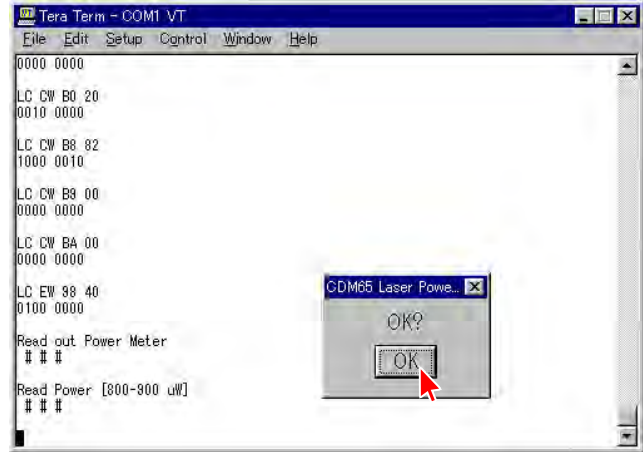 Tera Term - COM1 VT
File Edit Setup Control Window Help
0000 0000
LC CW B0 20
0010 0000
LC CW B8 82
1000 0010
LC CW B9 00
0000 0000
LC CW BA 00
0000 0000
LC EW 98 40
0100 0000
Read out Power Meter
# # #
Read Power [800-900 uW]
# # #
CDM65 Laser Powe...
OK?
OK